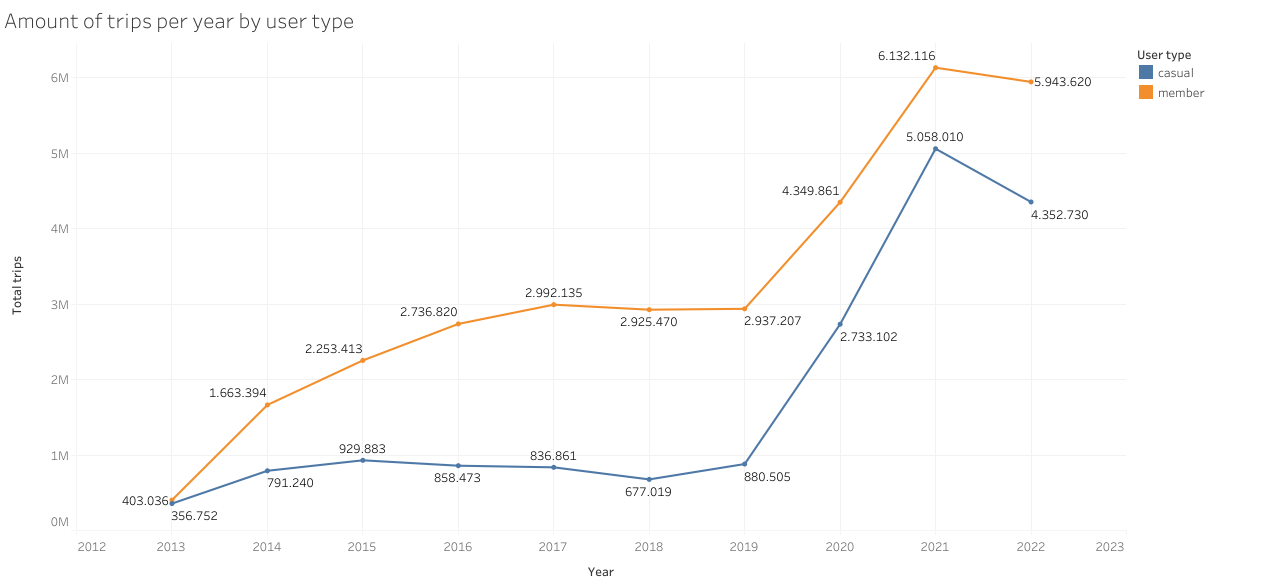 Amount of trips per year by user type
User type
casual
member
Total trips
6M
5M
4M
3M
2M
1M
0M
403.036
1.663.394
2.253.413
2.736.820
2.992.135
2.925.470
2.937.207
4.349.861
6.132.116
5.943.620
356.752
791.240
929.883
858.473
836.861
677.019
880.505
2.733.102
5.058.010
4.352.730
2012 2013 2014 2015 2016 2017 2018 2019 2020 2021 2022 2023
Year